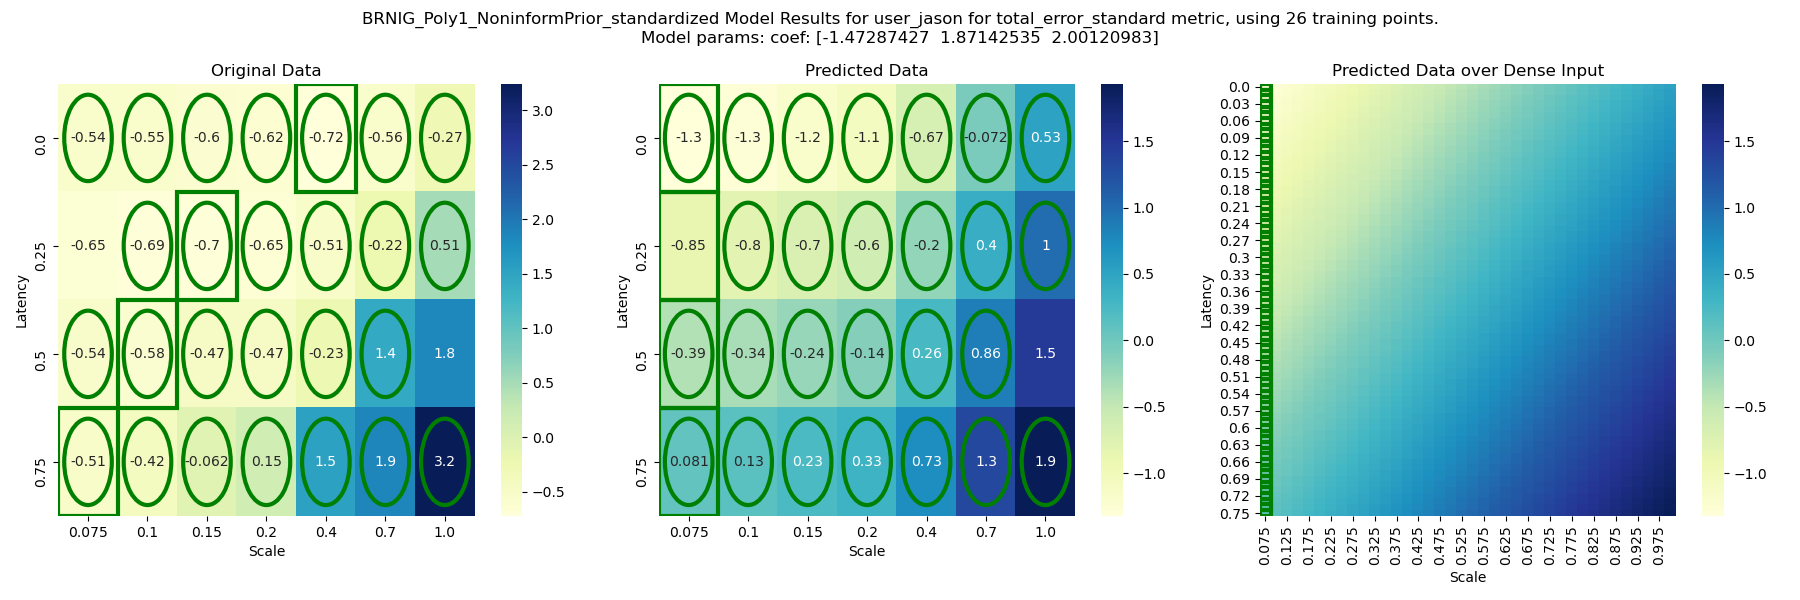 BRNIG_Poly1_NoninformPrior_standardized Model Results for user_jason for total_error_standard metric, using 26 training points.
Model params: coef: [-1.47287427  1.87142535  2.00120983]
Original Data
Latency
0.0 -0.54 -0.55 -0.6 -0.62 -0.72 -0.56 -0.27
0.25 -0.65 -0.69 -0.7 -0.65 -0.51 -0.22 0.51
0.5 -0.54 -0.58 -0.47 -0.47 -0.23 1.4 1.8
0.75 -0.51 -0.42 -0.062 0.15 1.5 1.9 3.2
0.075 0.1 0.15 0.2 0.4 0.7 1.0
Scale
3.0
2.5
2.0
1.5
1.0
0.5
0.0
−0.5
Predicted Data
Latency
0.0 -1.3 -1.3 -1.2 -1.1 -0.67 -0.072 0.53
0.25 -0.85 -0.8 -0.7 -0.6 -0.2 0.4 1
0.5 -0.39 -0.34 -0.24 -0.14 0.26 0.86 1.5
0.75 0.081 0.13 0.23 0.33 0.73 1.3 1.9
0.075 0.1 0.15 0.2 0.4 0.7 1.0
Scale
1.5
1.0
0.5
0.0
−0.5
−1.0
Predicted Data over Dense Input
Latency
0.0
0.03
0.06
0.09
0.12
0.15
0.18
0.21
0.24
0.27
0.3
0.33
0.36
0.39
0.42
0.45
0.48
0.51
0.54
0.57
0.6
0.63
0.66
0.69
0.72
0.75
0.075 0.125 0.175 0.225 0.275 0.325 0.375 0.425 0.475 0.525 0.575 0.625 0.675 0.725 0.775 0.825 0.875 0.925 0.975
Scale
1.5
1.0
0.5
0.0
−0.5
−1.0